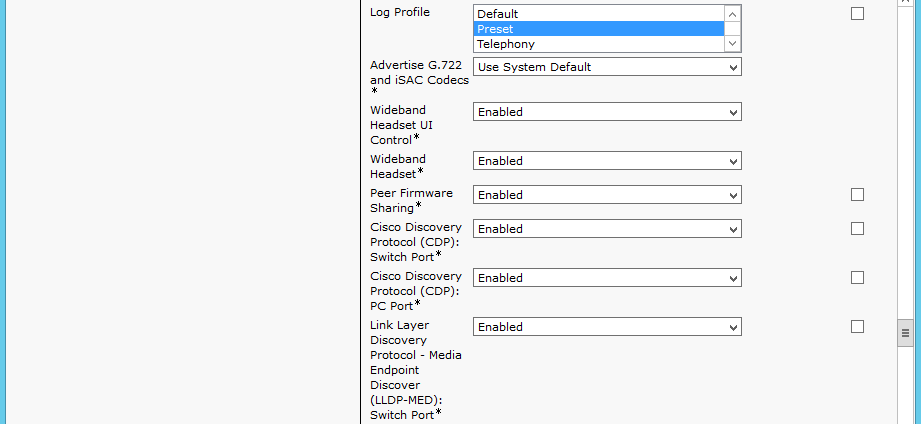 Log Profile
Default
Preset
Telephony
Advertise G.722
and iSAC Codecs
*
Use System Default
Wideband
Headset UI
Control*
Enabled
Wideband
Headset*
Enabled
Peer Firmware
Sharing*
Enabled
Cisco Discovery
Protocol (CDP):
Switch Port*
Enabled
Cisco Discovery
Protocol (CDP):
PC Port*
Enabled
Link Layer
Discovery
Protocol - Media
Endpoint
Discover
(LLDP-MED):
Switch Port*
Enabled